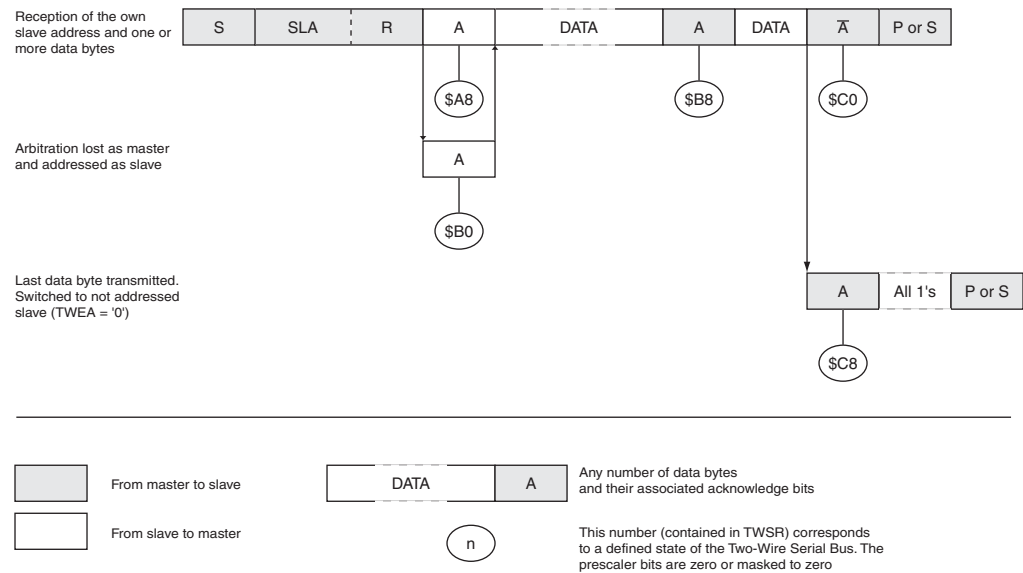 Reception of the own
slave address and one or
more data bytes
S SLA R A DATA A DATA A̅ P or S
$A8 $B8 $C0
Arbitration lost as master
and addressed as slave
A
$B0
Last data byte transmitted.
Switched to not addressed
slave (TWEA = '0')
A All 1's P or S
$C8
From master to slave
DATA A
Any number of data bytes
and their associated acknowledge bits
From slave to master
n
This number (contained in TWSR) corresponds
to a defined state of the Two-Wire Serial Bus. The
prescaler bits are zero or masked to zero